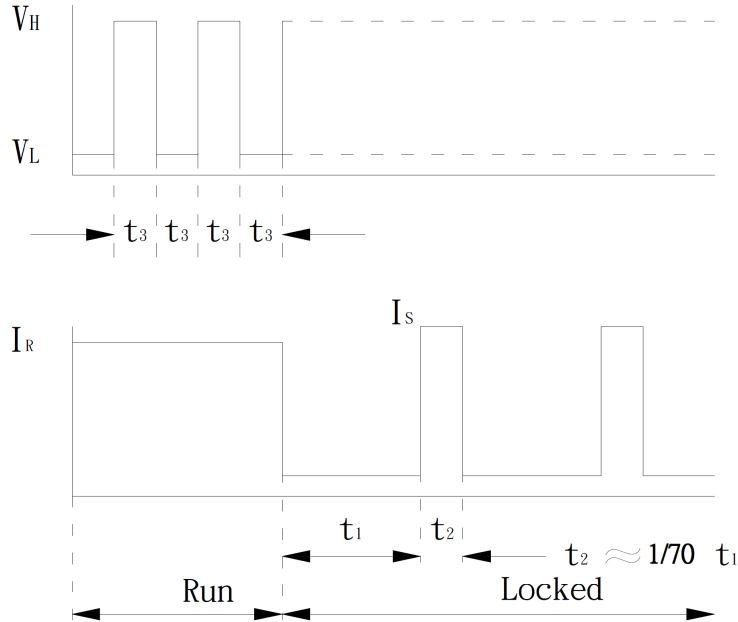 VH
VL
t3 t3 t3 t3
IS
IR
t1 t2
t2 ≈ 1/70 t1
Run Locked